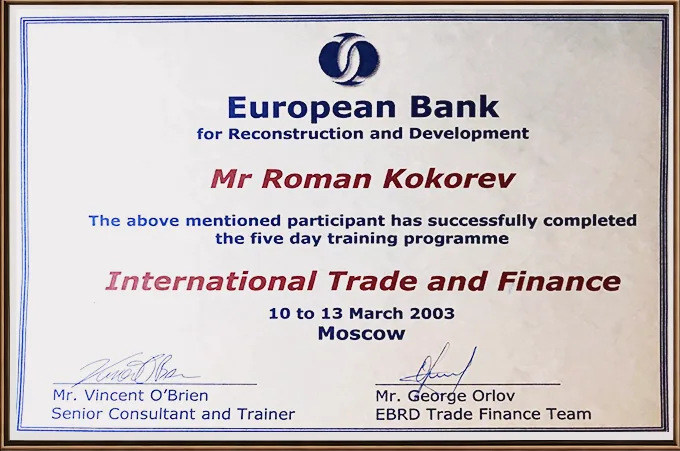 European Bank
for Reconstruction and Development
Mr Roman Kokorev
The above mentioned participant has successfully completed
the five day training programme
International Trade and Finance
10 to 13 March 2003
Moscow
Mr. Vincent O'Brien
Senior Consultant and Trainer
Mr. George Orlov
EBRD Trade Finance Team